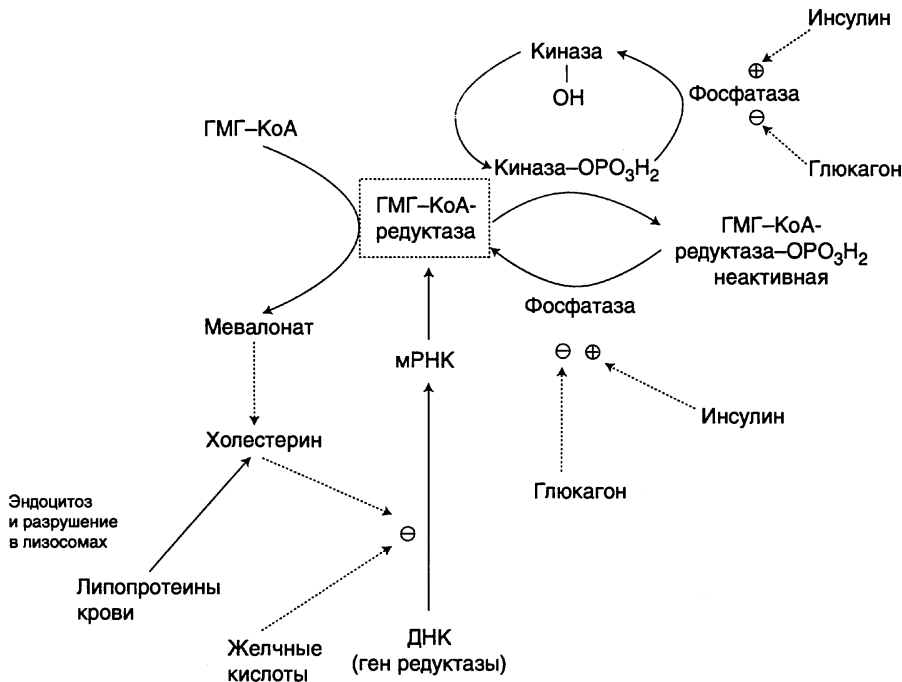 Инсулин
Киназа
ОН
⊕
Фосфатаза
⊖
ГМГ–КоА
Киназа–OPO₃H₂
Глюкагон
ГМГ–КоА-
редуктаза
ГМГ–КоА-
редуктаза–OPO₃H₂
неактивная
Фосфатаза
Мевалонат
⊖ ⊕
мРНК
Инсулин
Холестерин
Глюкагон
Эндоцитоз
и разрушение
в лизосомах
⊖
Липопротеины
крови
Желчные
кислоты
ДНК
(ген редуктазы)